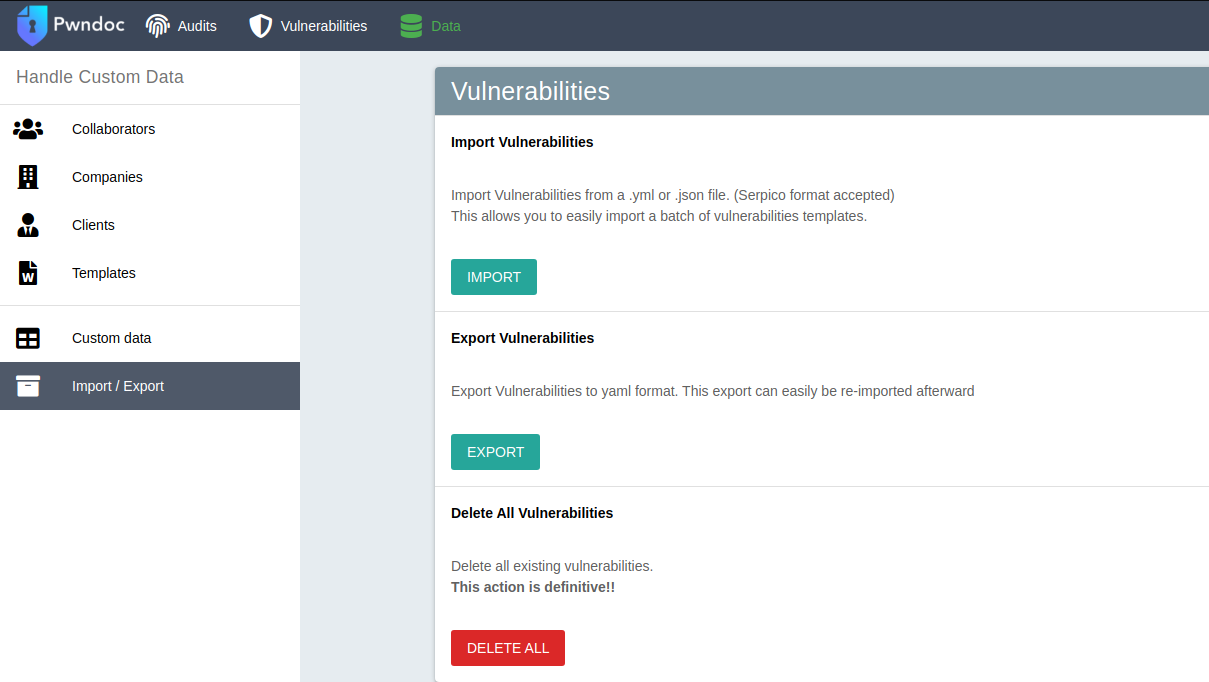 Pwndoc Audits Vulnerabilities Data
Handle Custom Data
Collaborators
Companies
Clients
W Templates
Custom data
Import / Export
Vulnerabilities
Import Vulnerabilities
Import Vulnerabilities from a .yml or .json file. (Serpico format accepted)
This allows you to easily import a batch of vulnerabilities templates.
IMPORT
Export Vulnerabilities
Export Vulnerabilities to yaml format. This export can easily be re-imported afterward
EXPORT
Delete All Vulnerabilities
Delete all existing vulnerabilities.
This action is definitive!!
DELETE ALL